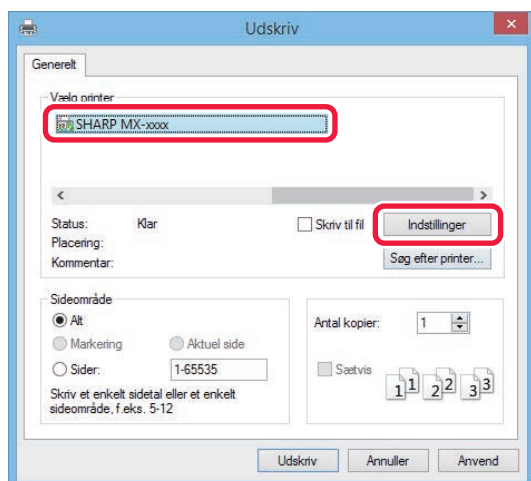 Udskriv
Generelt
Vælg printer
SHARP MX-xxxx
Status: Klar
Skriv til fil
Indstillinger
Placering:
Kommentar:
Søg efter printer...
Sideområde
Alt
Markering
Aktuel side
Sider: 1-65535
Skriv et enkelt sidetal eller et enkelt
sideområde, f.eks. 5-12
Antal kopier: 1
Sætvis
1 1 2 2 3 3
Udskriv
Annuller
Anvend